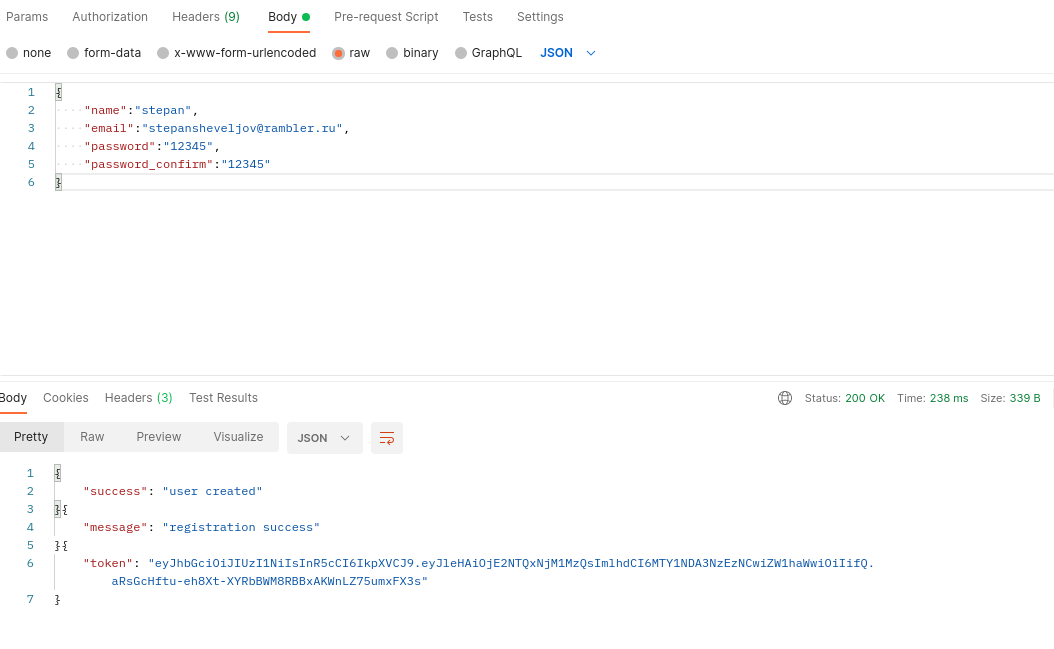 Params Authorization Headers (9) Body Pre-request Script Tests Settings
none form-data x-www-form-urlencoded raw binary GraphQL JSON
1 {
2 "name":"stepan",
3 "email":"stepansheveljov@rambler.ru",
4 "password":"12345",
5 "password_confirm":"12345"
6 }
Body Cookies Headers (3) Test Results Status: 200 OK Time: 238 ms Size: 339 B
Pretty Raw Preview Visualize JSON
1 {
2 "success": "user created"
3 }{
4 "message": "registration success"
5 }{
6 "token": "eyJhbGciOiJIUzI1NiIsInR5cCI6IkpXVCJ9.eyJleHAiOjE2NTQxNjM1MzQsImlhdCI6MTY1NDA3NzEzNCwiZW1haWwiOiIifQ.
aRsGcHftu-eh8Xt-XYRbBWM8RBBxAKWnLZ75umxFX3s"
7 }